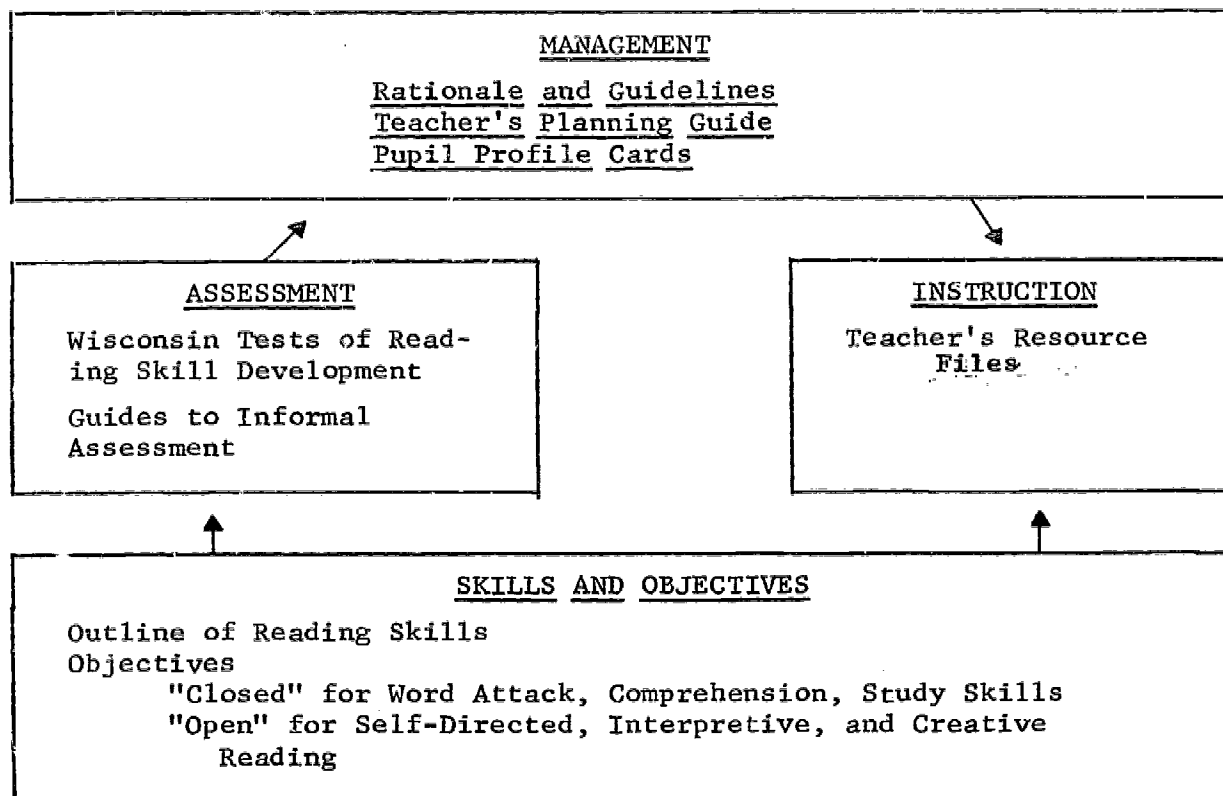 MANAGEMENT
Rationale and Guidelines
Teacher's Planning Guide
Pupil Profile Cards
ASSESSMENT
Wisconsin Tests of Read-
ing Skill Development
Guides to Informal
Assessment
INSTRUCTION
Teacher's Resource
Files
SKILLS AND OBJECTIVES
Outline of Reading Skills
Objectives
"Closed" for Word Attack, Comprehension, Study Skills
"Open" for Self-Directed, Interpretive, and Creative
Reading